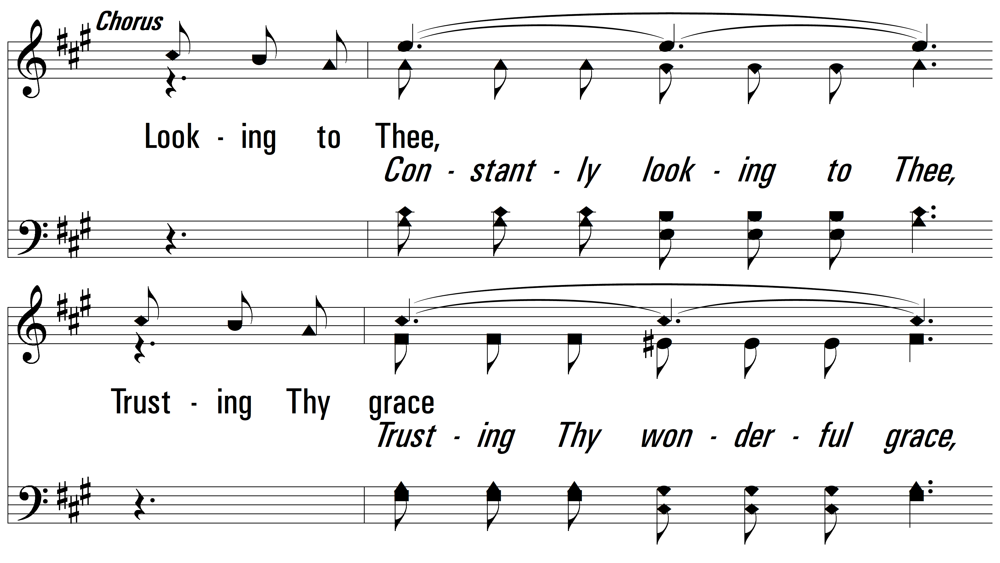 Chorus
Look - ing to Thee,
Con - stant - ly look - ing to Thee,
Trust - ing Thy grace
Trust - ing Thy won - der - ful grace,